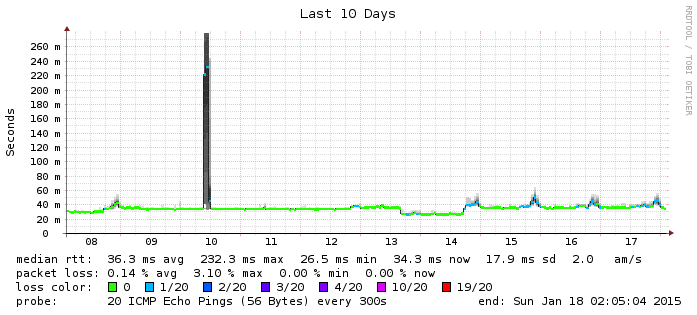 Last 10 Days
RRDTOOL / TOBI OETIKER
Seconds
260 m
240 m
220 m
200 m
180 m
160 m
140 m
120 m
100 m
80 m
60 m
40 m
20 m
0
08 09 10 11 12 13 14 15 16 17
median rtt: 36.3 ms avg 232.3 ms max 26.5 ms min 34.3 ms now 17.9 ms sd 2.0 am/s
packet loss: 0.14 % avg 3.10 % max 0.00 % min 0.00 % now
loss color: 0 1/20 2/20 3/20 4/20 10/20 19/20
probe: 20 ICMP Echo Pings (56 Bytes) every 300s end: Sun Jan 18 02:05:04 2015